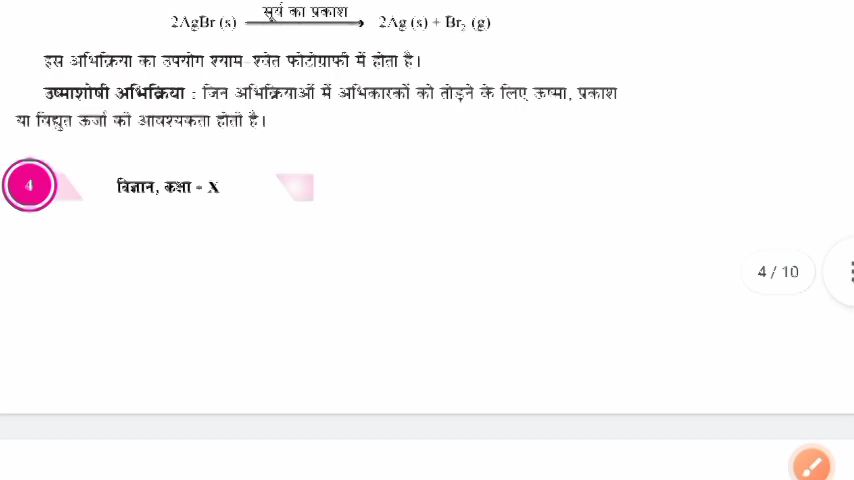 2AgBr (s) सूर्य का प्रकाश → 2Ag (s) + Br₂ (g)
इस अभिक्रिया का उपयोग श्याम-श्वेत फोटोग्राफी में होता है।
उष्माशोषी अभिक्रिया : जिन अभिक्रियाओं में अभिकारकों को तोड़ने के लिए ऊष्मा, प्रकाश
या विद्युत ऊर्जा की आवश्यकता होती है।
4 विज्ञान, कक्षा - X
4 / 10